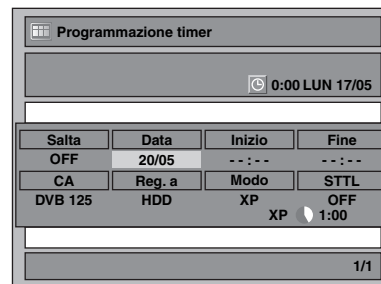 Programmazione timer
0:00 LUN 17/05
Salta Data Inizio Fine
OFF 20/05 --:-- --:--
CA Reg. a Modo STTL
DVB 125 HDD XP OFF
XP 1:00
1/1